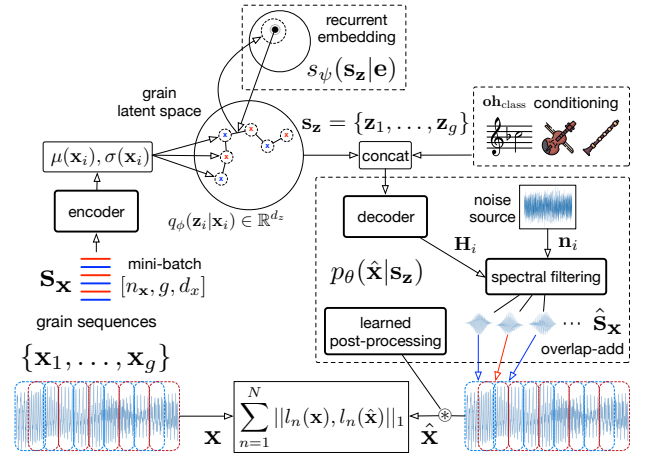 recurrent
embedding
s_ψ(s_z|e)
grain
latent space
s_z = {z_1, . . . , z_g}
oh_class conditioning
μ(x_i), σ(x_i)
x x x x x x
concat
encoder
q_ϕ(z_i|x_i) ∈ ℝ^{d_z}
decoder
noise
source
H_i
n_i
s_x
mini-batch
[n_x, g, d_x]
p_θ(x̂|s_z)
spectral filtering
grain sequences
learned
post-processing
··· ŝ_x
overlap-add
{x_1, . . . , x_g}
x
∑_{n=1}^{N} ||l_n(x), l_n(x̂)||_1
x̂
⊛